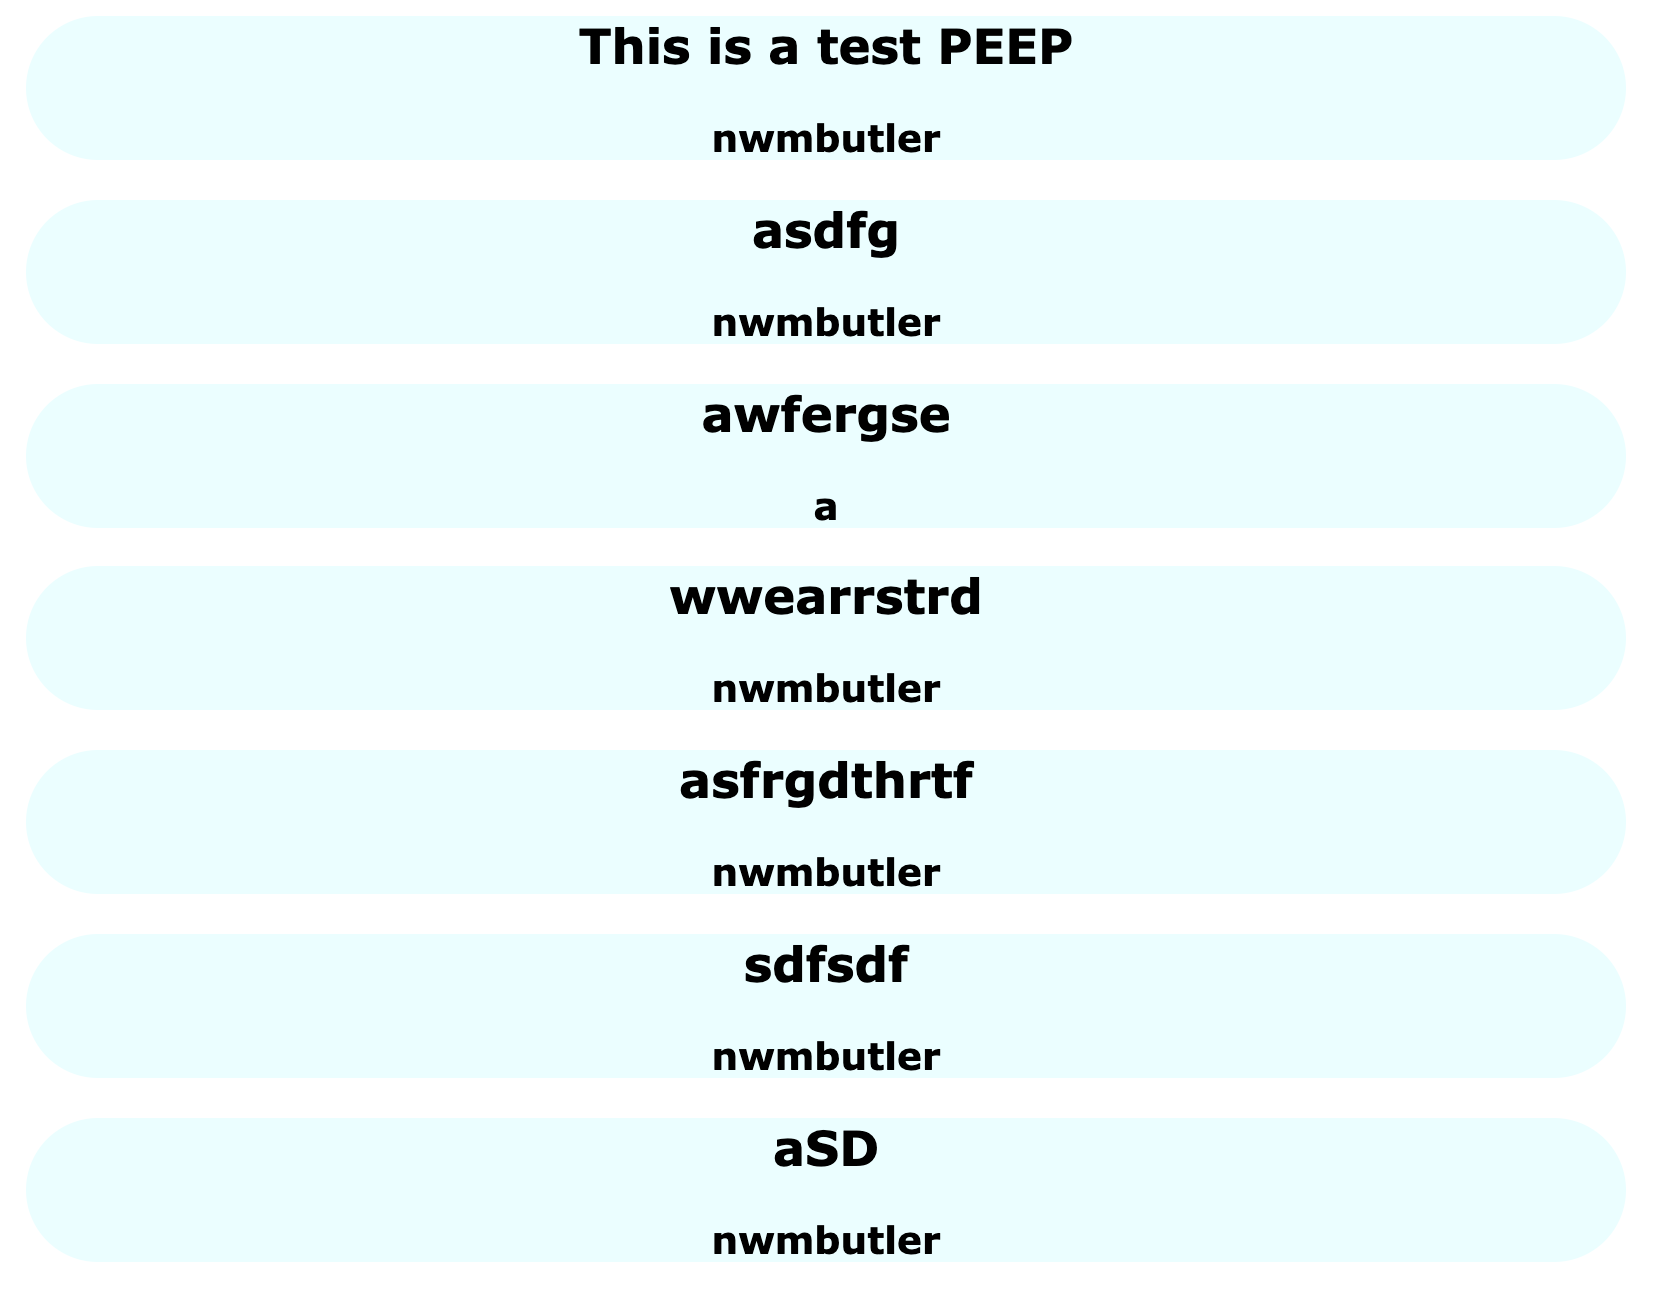 This is a test PEEP
nwmbutler
asdfg
nwmbutler
awfergse
a
wwearrstrd
nwmbutler
asfrgdthrtf
nwmbutler
sdfsdf
nwmbutler
aSD
nwmbutler